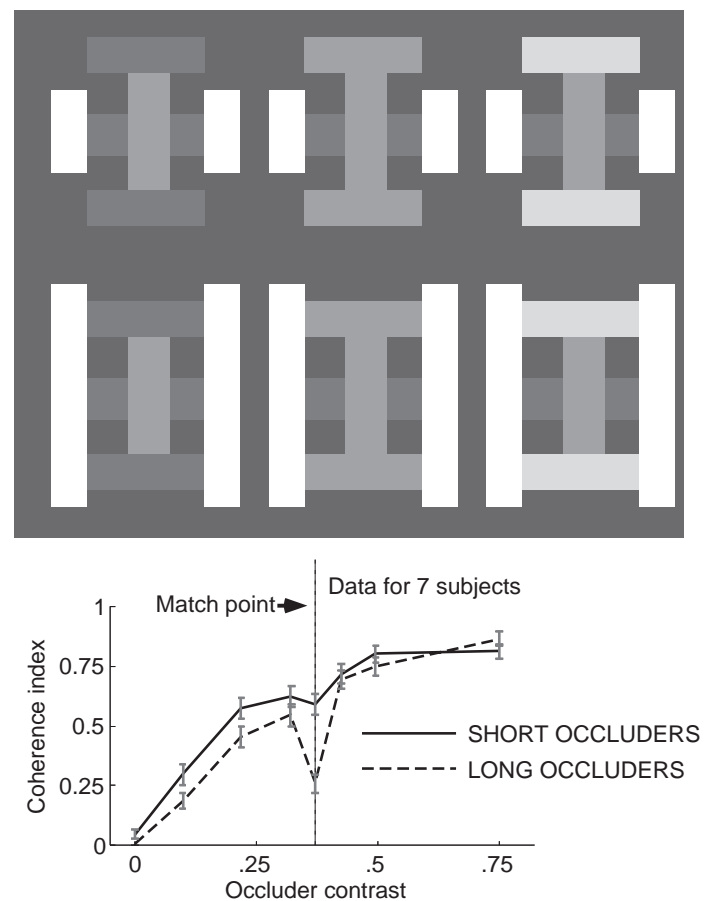 Data for 7 subjects
Match point
1
0.75
0.5
0.25
0
Coherence index
SHORT OCCLUDERS
LONG OCCLUDERS
0 .25 .5 .75
Occluder contrast